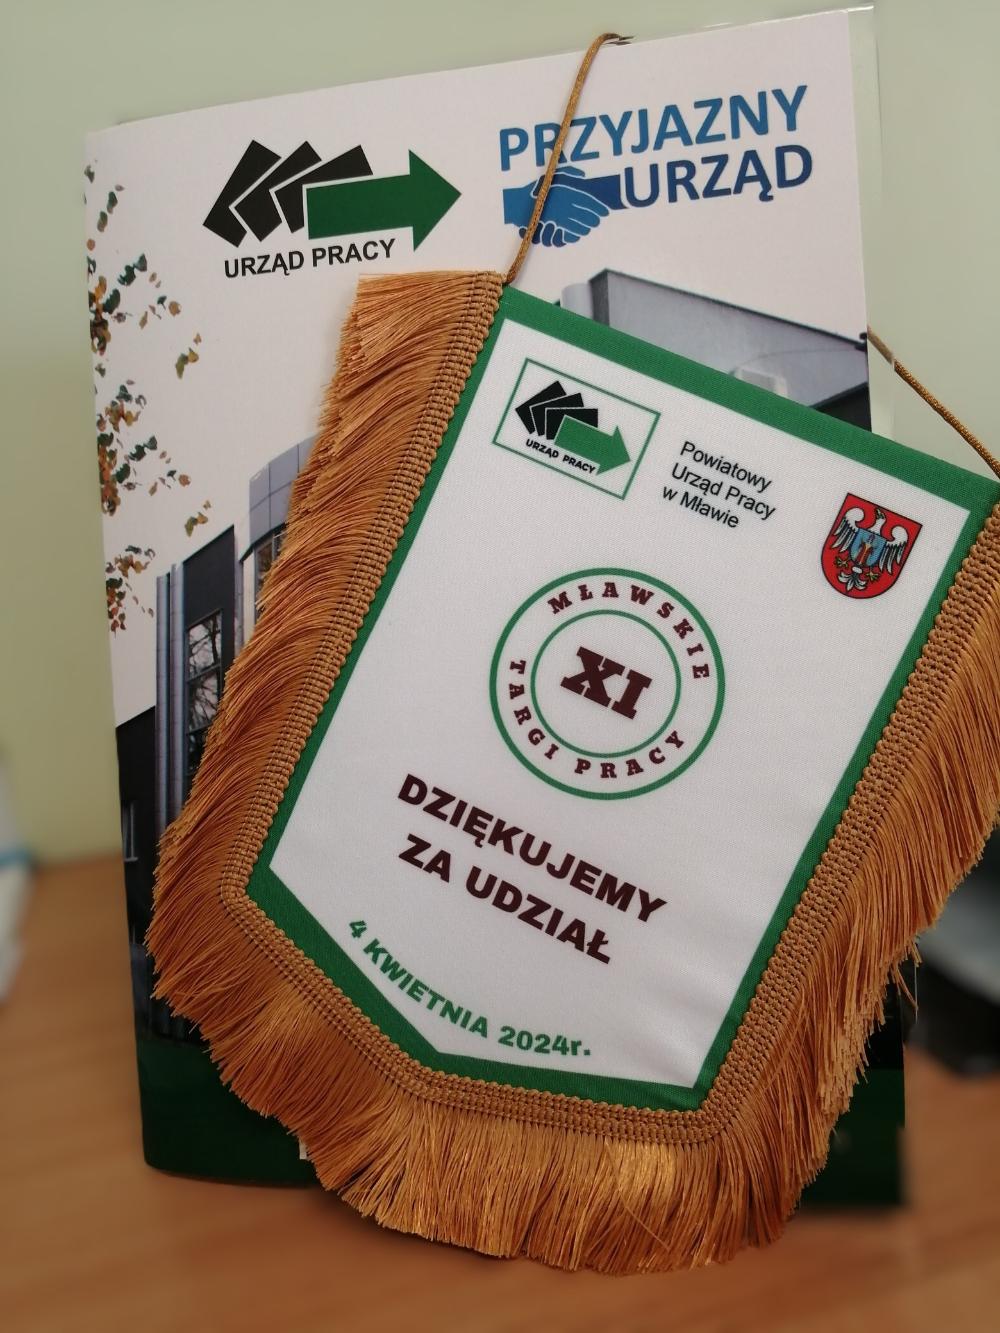 PRZYJAZNY
URZĄD
URZĄD PRACY
URZĄD PRACY
Powiatowy
Urząd Pracy
w Mławie
MŁAWSKIE
XI
TARGI PRACY
DZIĘKUJEMY
ZA UDZIAŁ
4 KWIETNIA 2024r.